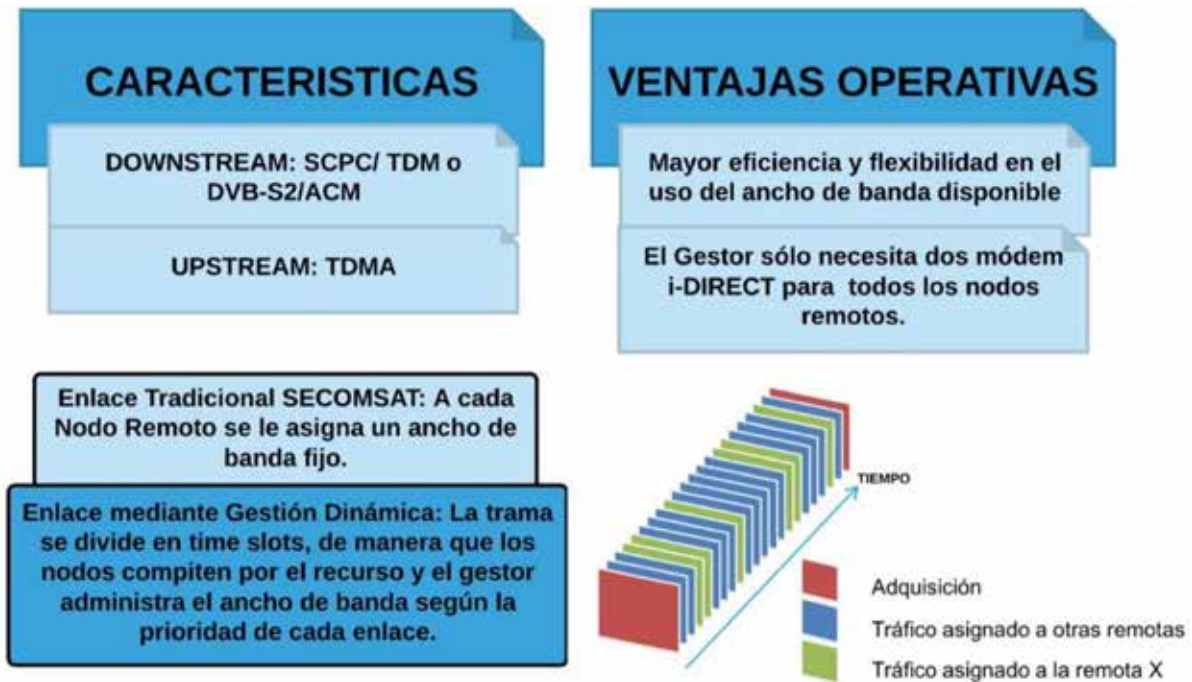 CARACTERISTICAS
DOWNSTREAM: SCPC/ TDM o
DVB-S2/ACM
UPSTREAM: TDMA
VENTAJAS OPERATIVAS
Mayor eficiencia y flexibilidad en el
uso del ancho de banda disponible
El Gestor sólo necesita dos módem
i-DIRECT para todos los nodos
remotos.
Enlace Tradicional SECOMSAT: A cada
Nodo Remoto se le asigna un ancho de
banda fijo.
Enlace mediante Gestión Dinámica: La trama
se divide en time slots, de manera que los
nodos compiten por el recurso y el gestor
administra el ancho de banda según la
prioridad de cada enlace.
TIEMPO
Adquisición
Tráfico asignado a otras remotas
Tráfico asignado a la remota X